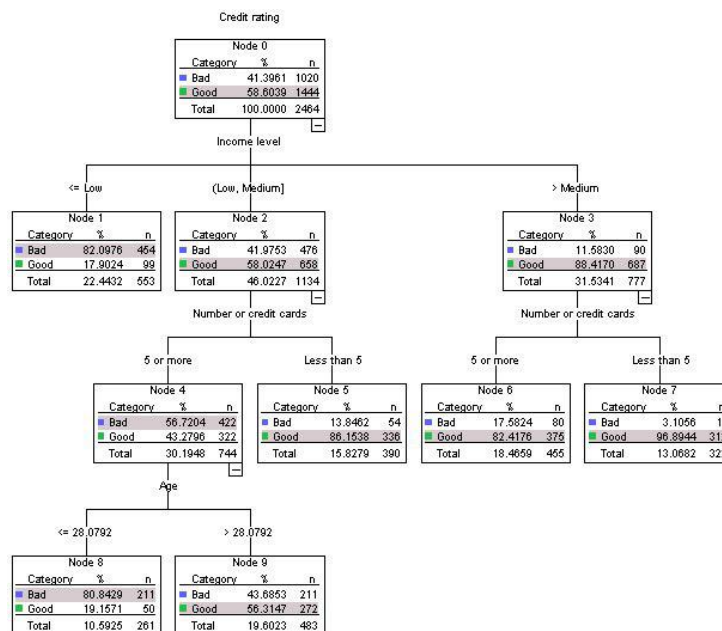 Credit rating
Node 0
Category % n
Bad 41.3961 1020
Good 58.6039 1444
Total 100.0000 2464
Income level
<= Low
(Low, Medium]
> Medium
Node 1
Category % n
Bad 82.0976 454
Good 17.9024 99
Total 22.4432 553
Node 2
Category % n
Bad 41.9753 476
Good 58.0247 658
Total 46.0227 1134
Node 3
Category % n
Bad 11.5830 90
Good 88.4170 687
Total 31.5341 777
Number or credit cards
Number or credit cards
5 or more
Less than 5
5 or more
Less than 5
Node 4
Category % n
Bad 56.7204 422
Good 43.2796 322
Total 30.1948 744
Node 5
Category % n
Bad 13.8462 54
Good 86.1538 336
Total 15.8279 390
Node 6
Category % n
Bad 17.5824 80
Good 82.4176 375
Total 18.4659 455
Node 7
Category % n
Bad 3.1056
Good 96.8944
Total 13.0682
Age
<= 28.0792
> 28.0792
Node 8
Category % n
Bad 80.8429 211
Good 19.1571 50
Total 10.5925 261
Node 9
Category % n
Bad 43.6853 211
Good 56.3147 272
Total 19.6023 483